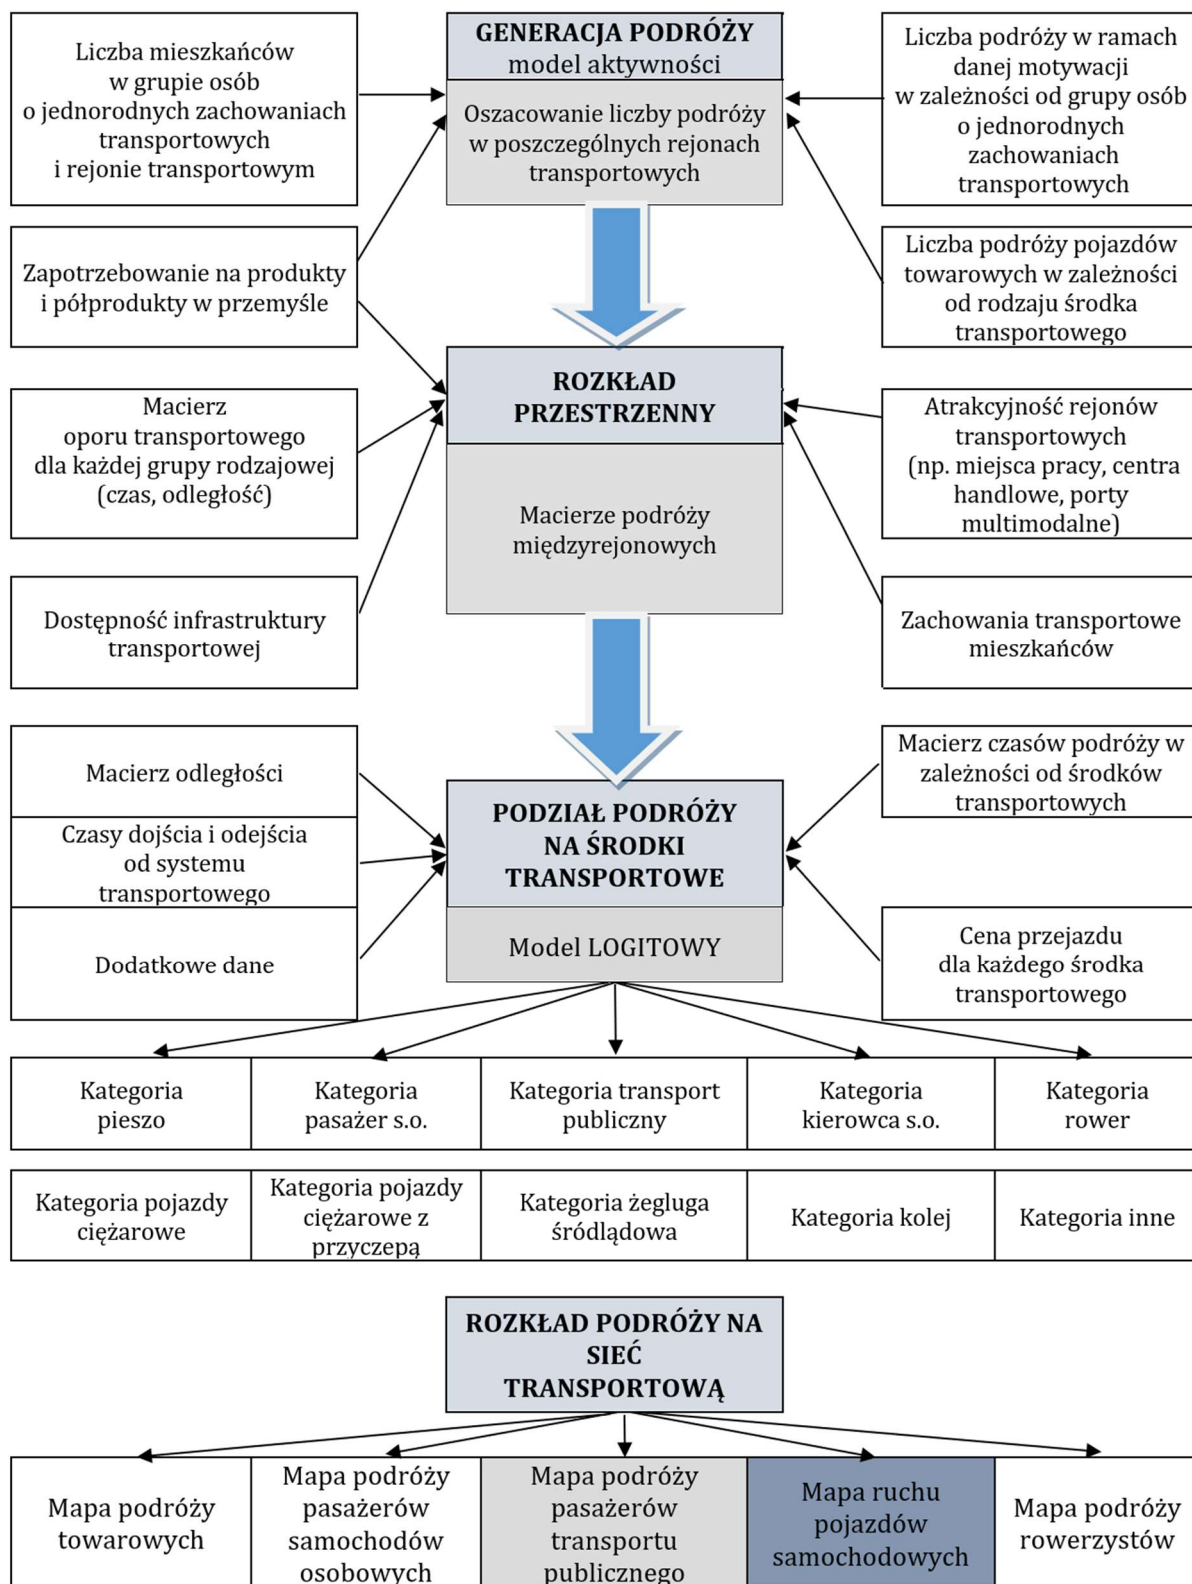 Liczba mieszkańców
w grupie osób
o jednorodnych zachowaniach
transportowych
i rejonie transportowym
GENERACJA PODRÓŻY
model aktywności
Oszacowanie liczby podróży
w poszczególnych rejonach
transportowych
Liczba podróży w ramach
danej motywacji
w zależności od grupy osób
o jednorodnych
zachowaniach
transportowych
Zapotrzebowanie na produkty
i półprodukty w przemyśle
Liczba podróży pojazdów
towarowych w zależności
od rodzaju środka
transportowego
Macierz
oporu transportowego
dla każdej grupy rodzajowej
(czas, odległość)
ROZKŁAD
PRZESTRZENNY
Macierze podróży
międzyrejonowych
Atrakcyjność rejonów
transportowych
(np. miejsca pracy, centra
handlowe, porty
multimodalne)
Dostępność infrastruktury
transportowej
Zachowania transportowe
mieszkańców
Macierz odległości
Czasy dojścia i odejścia
od systemu
transportowego
Dodatkowe dane
PODZIAŁ PODRÓŻY
NA ŚRODKI
TRANSPORTOWE
Model LOGITOWY
Macierz czasów podróży w
zależności od środków
transportowych
Cena przejazdu
dla każdego środka
transportowego
Kategoria
pieszo
Kategoria
pasażer s.o.
Kategoria transport
publiczny
Kategoria
kierowca s.o.
Kategoria
rower
Kategoria pojazdy
ciężarowe
Kategoria pojazdy
ciężarowe z
przyczepą
Kategoria żegluga
śródlądowa
Kategoria kolej
Kategoria inne
ROZKŁAD PODRÓŻY NA
SIEĆ
TRANSPORTOWĄ
Mapa podróży
towarowych
Mapa podróży
pasażerów
samochodów
osobowych
Mapa podróży
pasażerów
transportu
publicznego
Mapa ruchu
pojazdów
samochodowych
Mapa podróży
rowerzystów